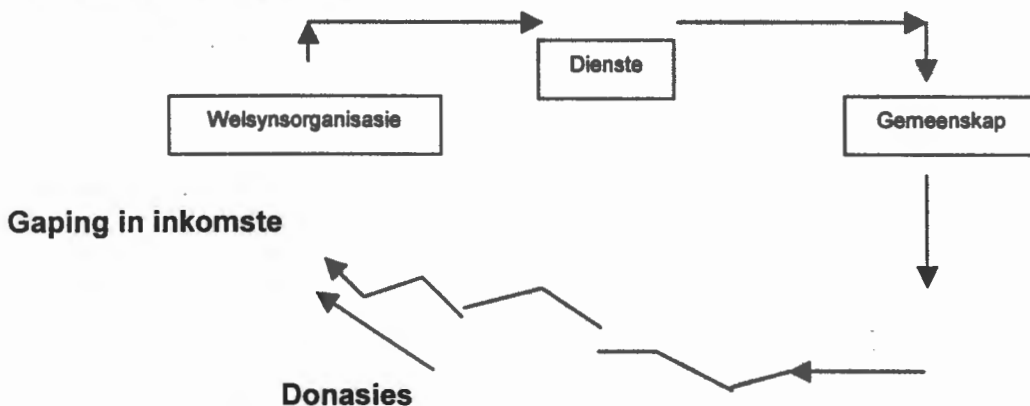 Dienste
Welsynsorganisasie
Gemeenskap
Gaping in inkomste
Donasies